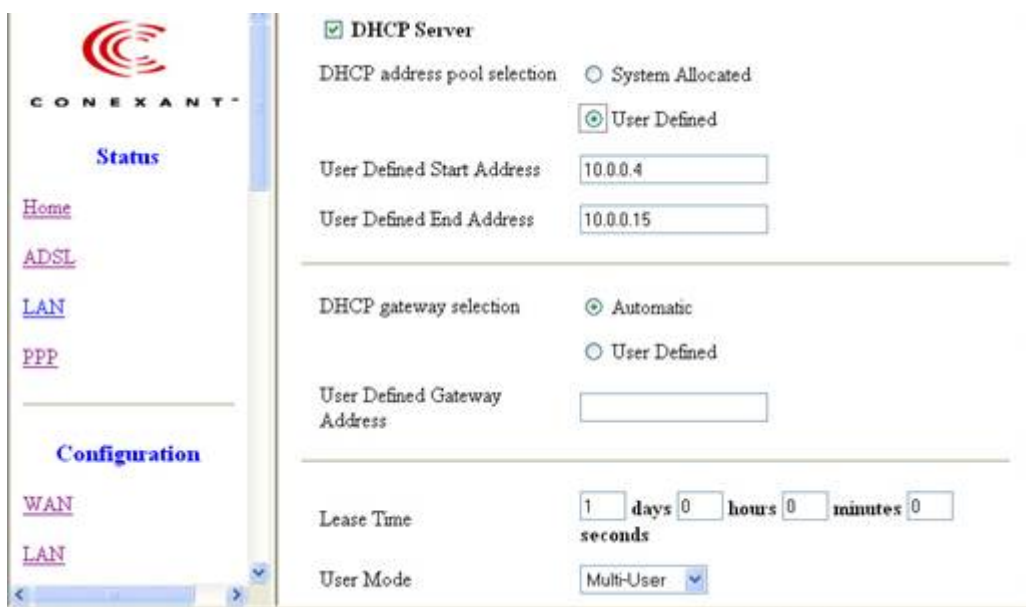 CONEXANT™
Status
Home
ADSL
LAN
PPP
Configuration
WAN
LAN
DHCP Server
DHCP address pool selection System Allocated
User Defined
User Defined Start Address 10.0.0.4
User Defined End Address 10.0.0.15
DHCP gateway selection Automatic
User Defined
User Defined Gateway
Address
Lease Time 1 days 0 hours 0 minutes 0
seconds
User Mode Multi-User